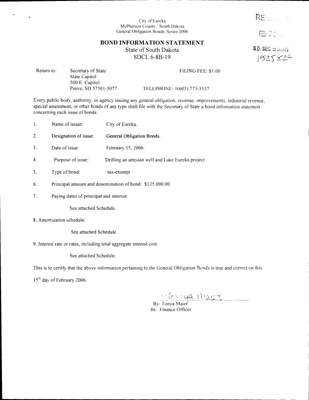 City of Eureka
McPherson County, South Dakota
General Obligation Bonds, Series 2006
BOND INFORMATION STATEMENT
State of South Dakota
SDCL 6-8B-19
S.D. SEC.
1525824
Return to: Secretary of State FILING FEE: $1.00
State Capitol
500 E. Capitol
Pierre, SD 57501-5077 TELEPHONE: #(605) 773-3537
Every public body, authority, or agency issuing any general obligation, revenue, improvements, industrial revenue,
special assessment, or other bonds of any type shall file with the Secretary of State a bond information statement
concerning each issue of bonds.
1. Name of issuer: City of Eureka.
2. Designation of issue: General Obligation Bonds.
3. Date of issue: February 15, 2006.
4. Purpose of issue: Drilling an artesian well and Lake Eureka project
5. Type of bond: tax-exempt
6. Principal amount and denomination of bond: $125,000.00
7. Paying dates of principal and interest:
See attached Schedule.
8. Amortization schedule:
See attached Schedule.
9. Interest rate or rates, including total aggregate interest cost:
See attached Schedule.
This is to certify that the above information pertaining to the General Obligation Bonds is true and correct on this
15th day of February 2006.
By: Tonya Maier
Its: Finance Officer